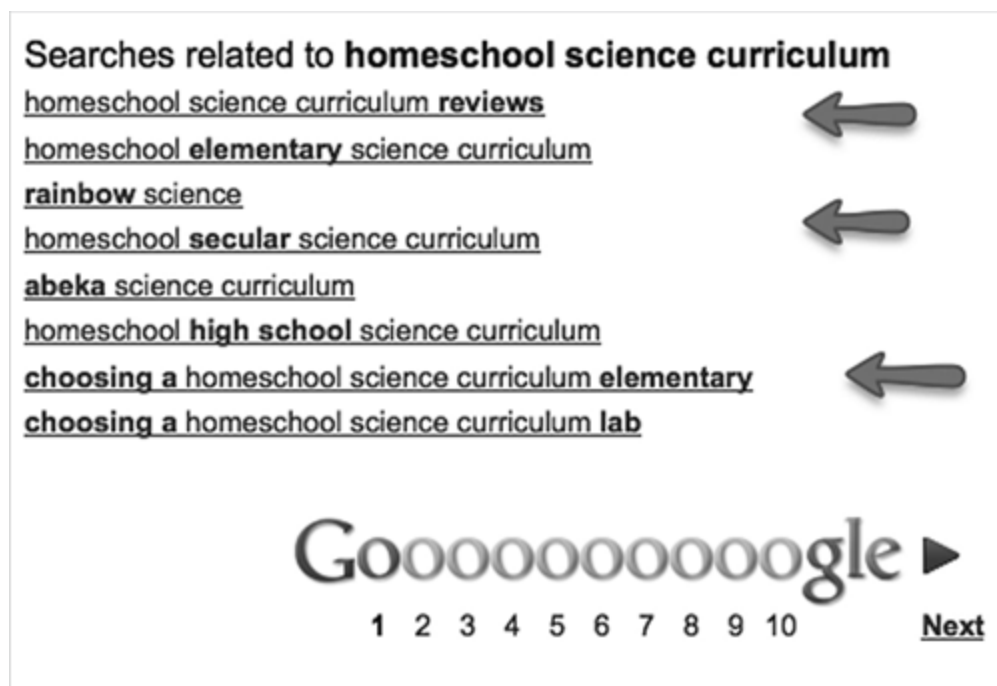 Searches related to homeschool science curriculum
homeschool science curriculum reviews
homeschool elementary science curriculum
rainbow science
homeschool secular science curriculum
abeka science curriculum
homeschool high school science curriculum
choosing a homeschool science curriculum elementary
choosing a homeschool science curriculum lab
Goooooooooogle
1 2 3 4 5 6 7 8 9 10 Next